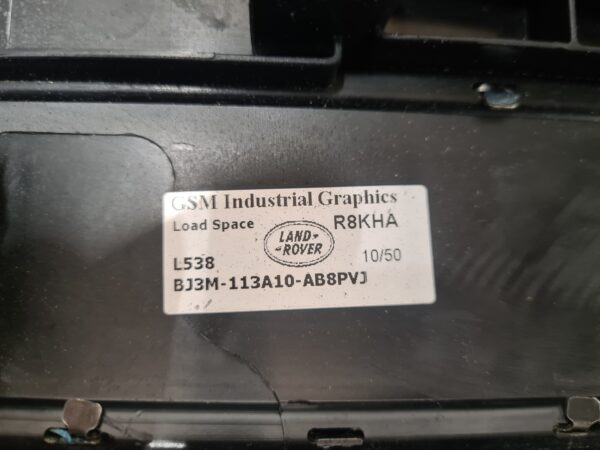 GSM Industrial Graphics
Load Space R8KHA
LAND-
-ROVER
L538 10/50
BJ3M-113A10-AB8PVJ